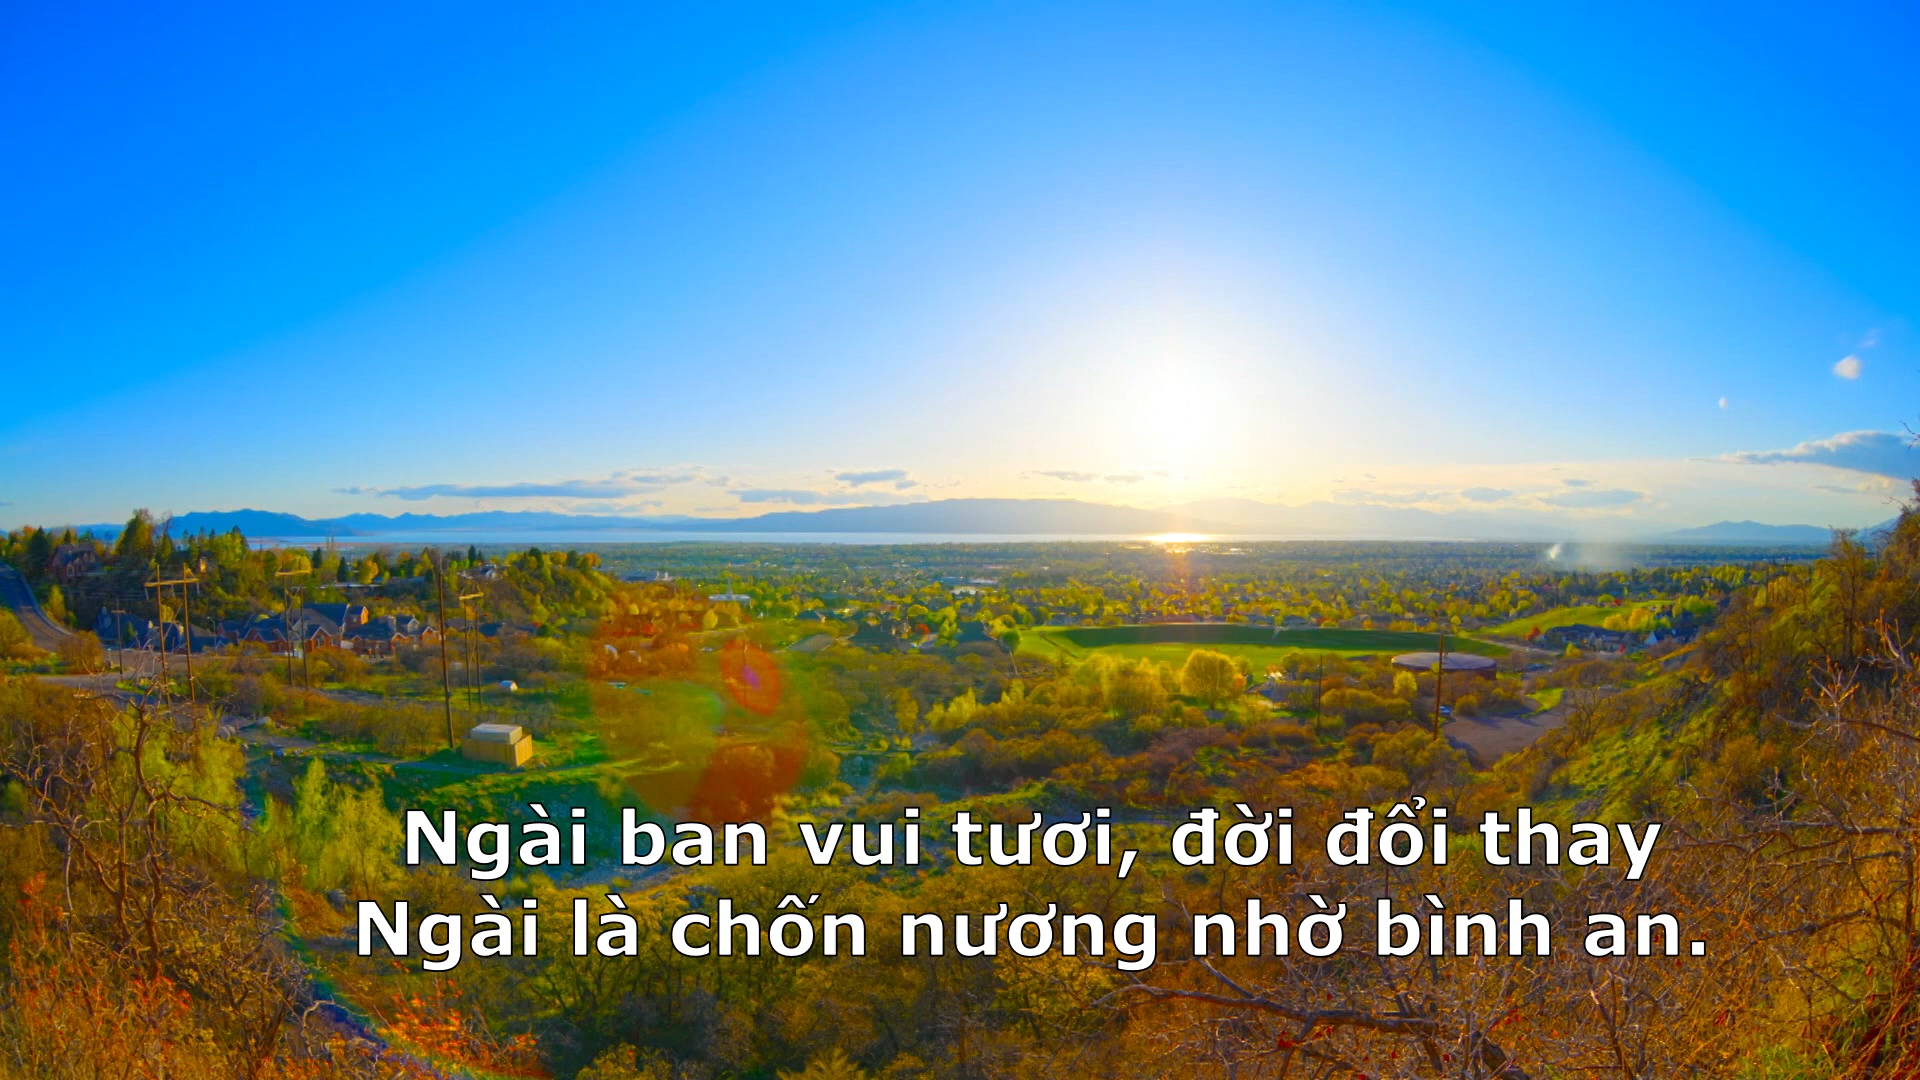 Ngài ban vui tươi, đời đổi thay
Ngài là chốn nương nhờ bình an.